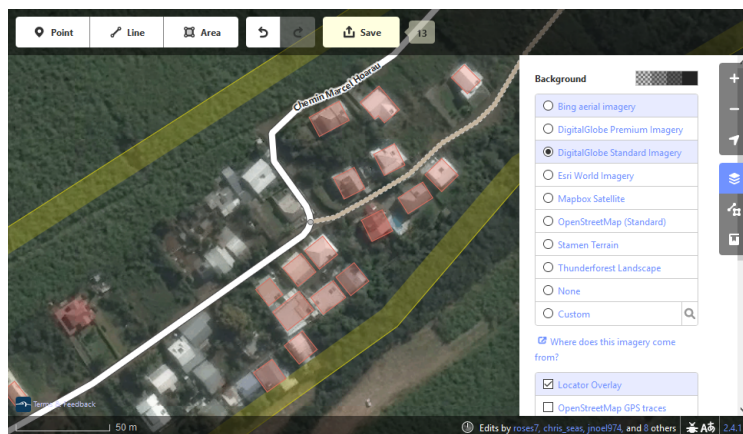 Point
Line
Area
Save
13
Chemin Marcel Hoarau
Background
Bing aerial imagery
DigitalGlobe Premium Imagery
DigitalGlobe Standard Imagery
Esri World Imagery
Mapbox Satellite
OpenStreetMap (Standard)
Stamen Terrain
Thunderforest Landscape
None
Custom
Where does this imagery come
from?
Locator Overlay
OpenStreetMap GPS traces
Terms & Feedback
50 m
Edits by roses7, chris_seas, jnoel974, and 8 others
2.4.1